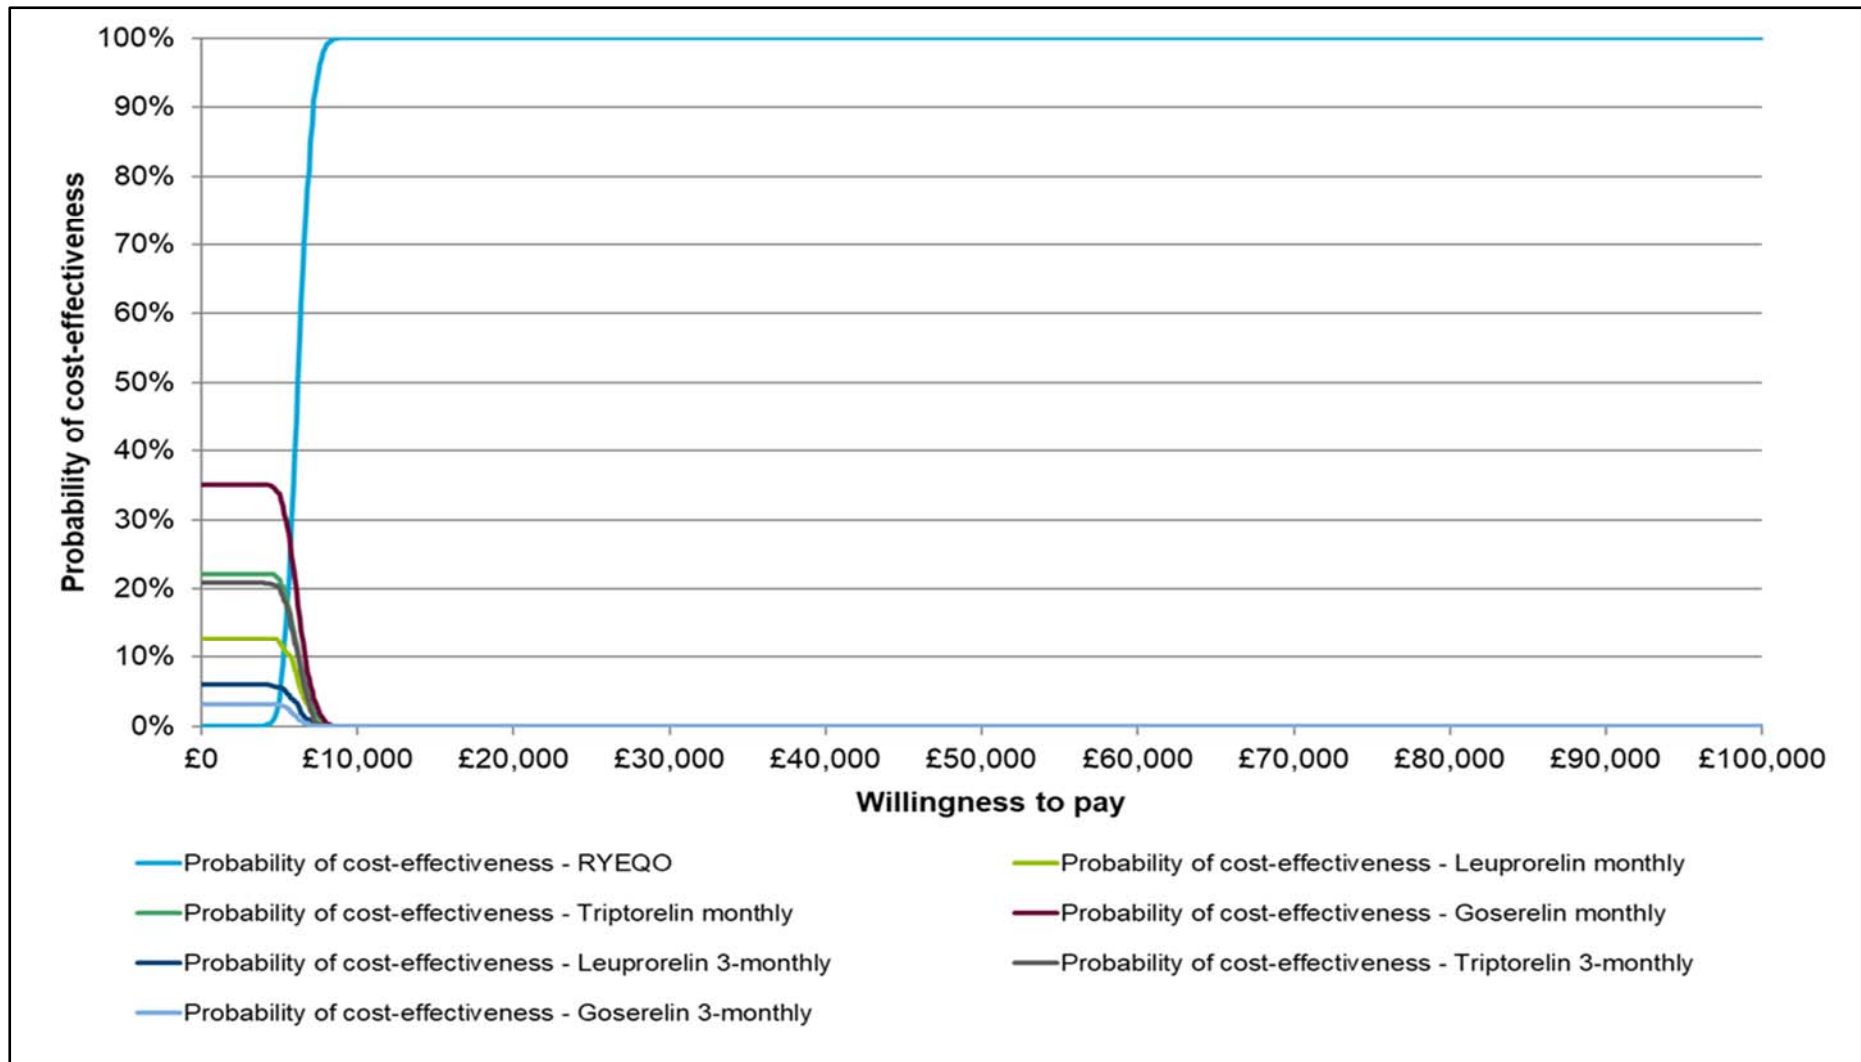 100%
90%
80%
70%
60%
50%
40%
30%
20%
10%
0%
Probability of cost-effectiveness
£0 £10,000 £20,000 £30,000 £40,000 £50,000 £60,000 £70,000 £80,000 £90,000 £100,000
Willingness to pay
Probability of cost-effectiveness - RYEQO
Probability of cost-effectiveness - Leuprorelin monthly
Probability of cost-effectiveness - Triptorelin monthly
Probability of cost-effectiveness - Goserelin monthly
Probability of cost-effectiveness - Leuprorelin 3-monthly
Probability of cost-effectiveness - Triptorelin 3-monthly
Probability of cost-effectiveness - Goserelin 3-monthly